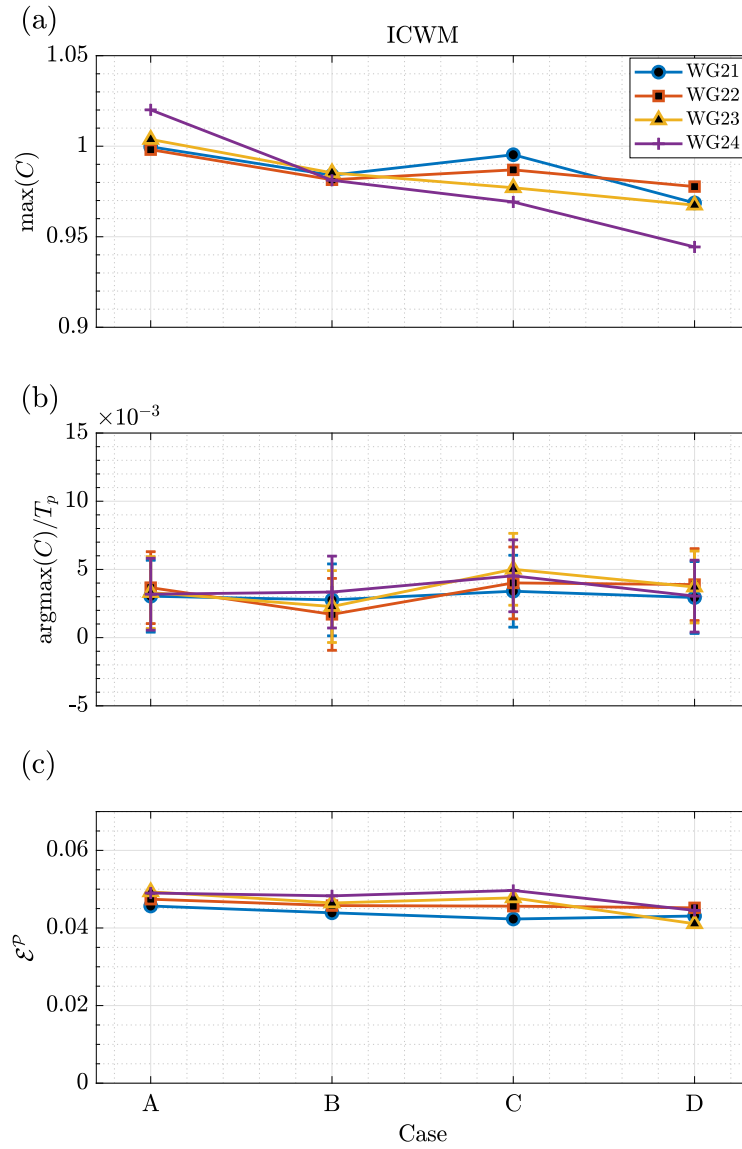 (a)
ICWM
1.05
1
0.95
0.9
max(C)
WG21
WG22
WG23
WG24
(b)
×10⁻³
15
10
5
0
-5
argmax(C)/Tₚ
(c)
0.06
0.04
0.02
0
ℰ^𝒫
A B C D
Case